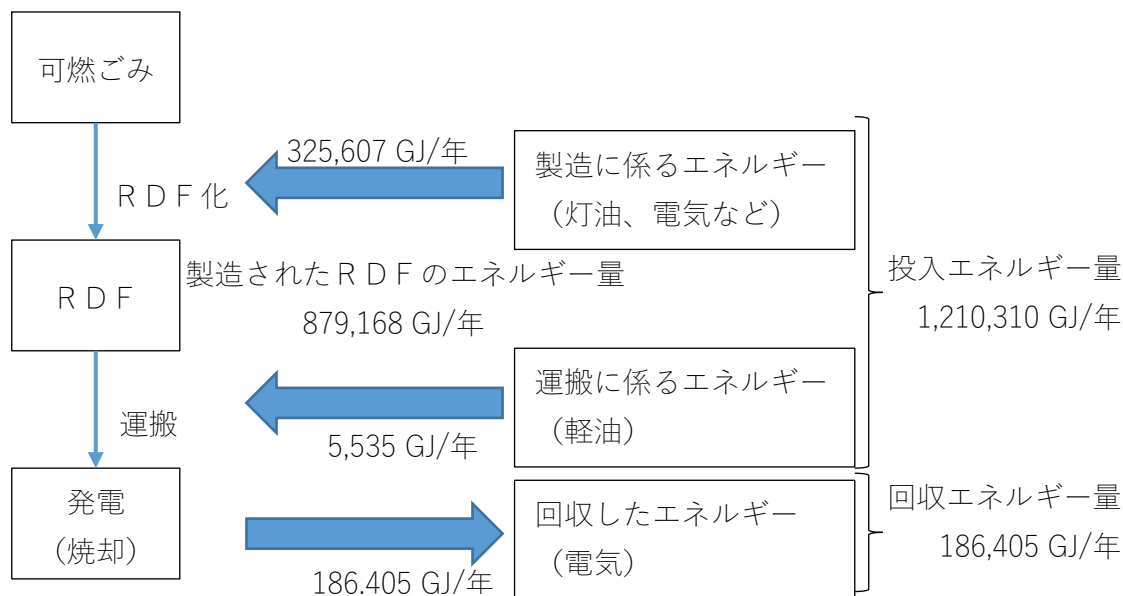 可燃ごみ
325,607 GJ/年
製造に係るエネルギー
（灯油、電気など）
ＲＤＦ化
製造されたＲＤＦのエネルギー量
879,168 GJ/年
ＲＤＦ
投入エネルギー量
1,210,310 GJ/年
運搬に係るエネルギー
（軽油）
運搬
5,535 GJ/年
発電
（焼却）
回収したエネルギー
（電気）
186,405 GJ/年
回収エネルギー量
186,405 GJ/年